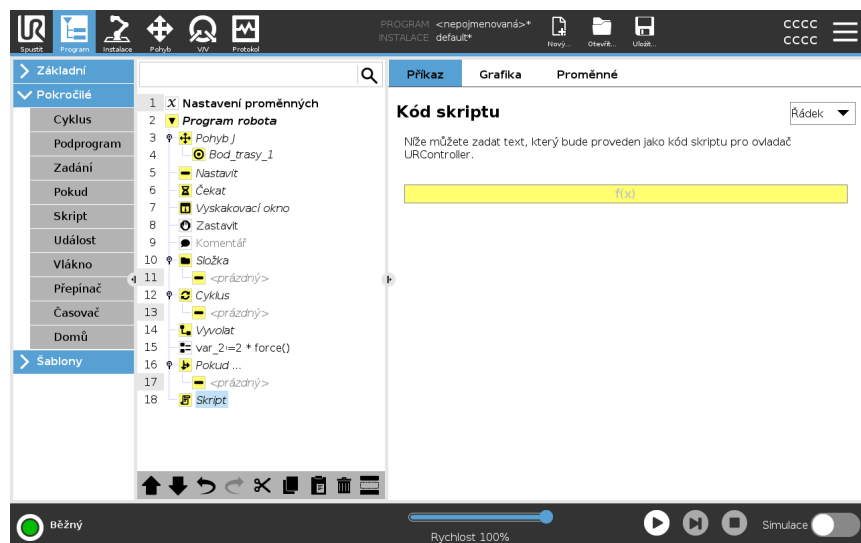 PROGRAM <nepojmenovaná>*
INSTALACE default*
Spustit Program Instalace Pohyb V/V Protokol Nový... Otevřít... Uložit...
CCCC
CCCC
Základní
Pokročilé
Cyklus
Podprogram
Zadání
Pokud
Skript
Událost
Vlákno
Přepínač
Časovač
Domů
Šablony
1 X Nastavení proměnných
2 Program robota
3 Pohyb J
4 Bod_trasy_1
5 Nastavit
6 Čekat
7 Vyskakovací okno
8 Zastavit
9 Komentář
10 Složka
11 <prázdný>
12 Cyklus
13 <prázdný>
14 Vyvolat
15 var_2:=2 * force()
16 Pokud ...
17 <prázdný>
18 Skript
Příkaz Grafika Proměnné
Kód skriptu
Řádek
Níže můžete zadat text, který bude proveden jako kód skriptu pro ovladač
URController.
f(x)
Běžný
Rychlost 100%
Simulace